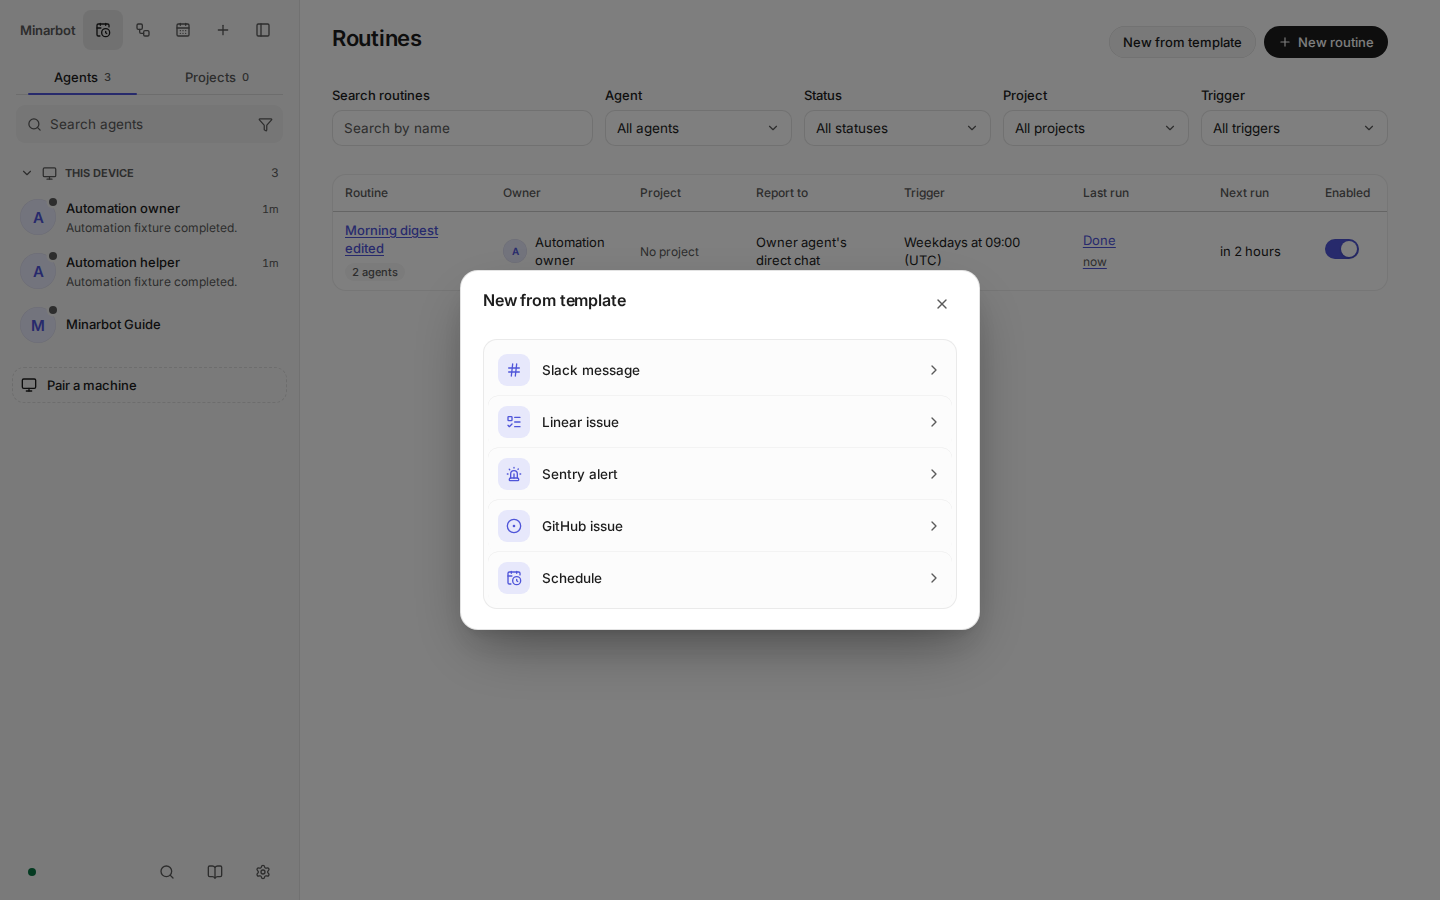 Minarbot
Agents 3
Projects 0
Search agents
THIS DEVICE
3
A
Automation owner
1m
Automation fixture completed.
A
Automation helper
1m
Automation fixture completed.
M
Minarbot Guide
Pair a machine
Routines
New from template
New routine
Search routines
Agent
Status
Project
Trigger
Search by name
All agents
All statuses
All projects
All triggers
Routine
Owner
Project
Report to
Trigger
Last run
Next run
Enabled
Morning digest
edited
2 agents
A
Automation
owner
No project
Owner agent's
direct chat
Weekdays at 09:00
(UTC)
Done
now
in 2 hours
New from template
Slack message
Linear issue
Sentry alert
GitHub issue
Schedule